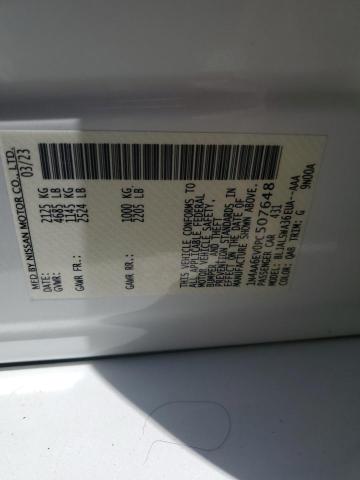 MFD BY NISSAN MOTOR CO., LTD.
03/23
GVWR: 2125 KG
4685 LB
GAWR FR.: 1145 KG
2524 LB
GAWR RR.: 1000 KG
2205 LB
THIS VEHICLE CONFORMS TO
ALL APPLICABLE FEDERAL
MOTOR VEHICLE SAFETY,
BUMPER, AND THEFT
PREVENTION STANDARDS IN
EFFECT ON THE DATE OF
MANUFACTURE SHOWN ABOVE.
1N4AA6EV0PC507648
PASSENGER CAR 431
COLOR: QAB TRIM: G
9N00A